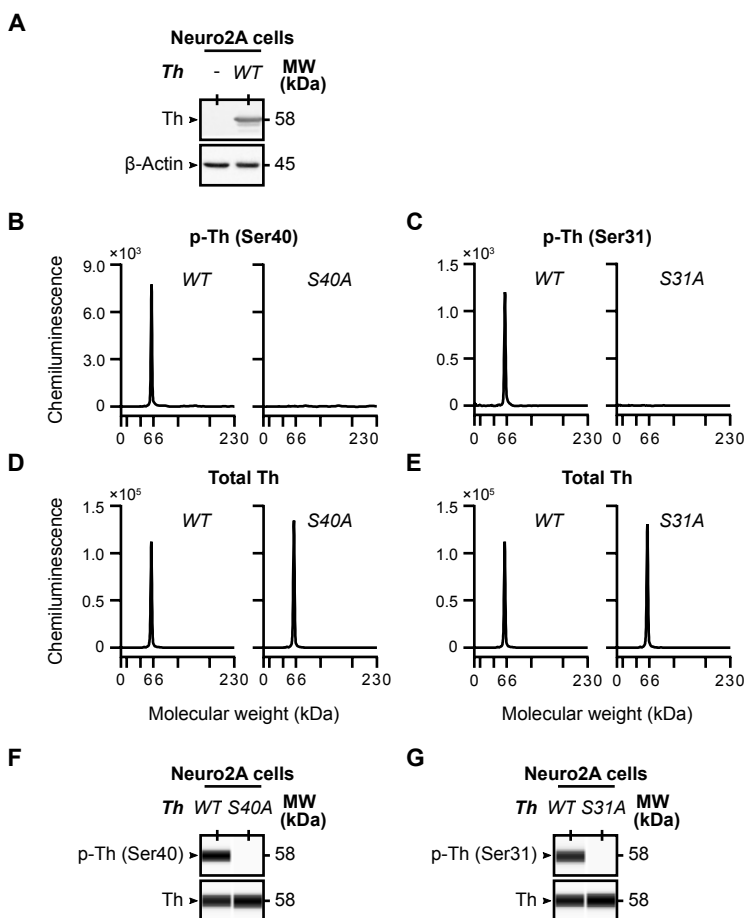 A
Neuro2A cells
Th - WT MW (kDa)
Th 58
β-Actin 45
B
p-Th (Ser40)
×10³
WT S40A
Chemiluminescence
9.0
6.0
3.0
0
0 66 230 0 66 230
C
p-Th (Ser31)
×10³
WT S31A
1.5
1.0
0.5
0
0 66 230 0 66 230
D
Total Th
×10⁵
WT S40A
Chemiluminescence
1.5
1.0
0.5
0
0 66 230 0 66 230
Molecular weight (kDa)
E
Total Th
×10⁵
WT S31A
1.5
1.0
0.5
0
0 66 230 0 66 230
Molecular weight (kDa)
F
Neuro2A cells
Th WT S40A MW (kDa)
p-Th (Ser40) 58
Th 58
G
Neuro2A cells
Th WT S31A MW (kDa)
p-Th (Ser31) 58
Th 58